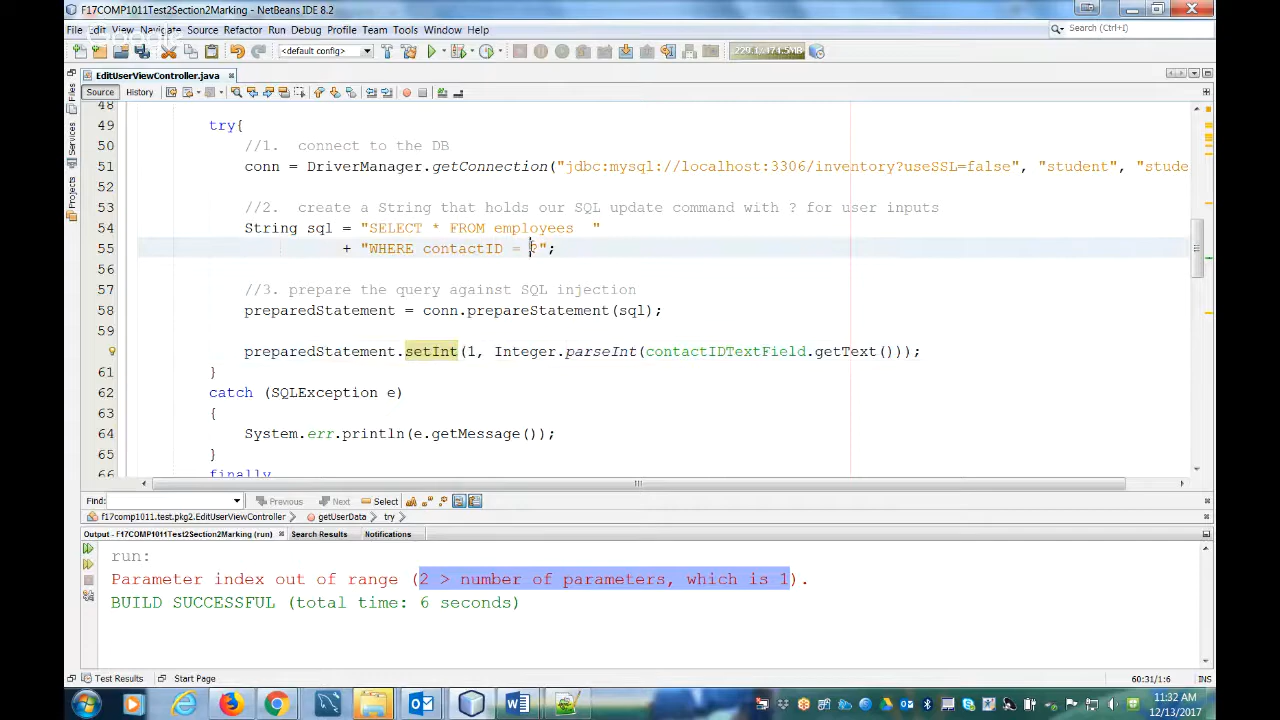 F17COMP1011Test2Section2Marking - NetBeans IDE 8.2
File Edit View Navigate Source Refactor Run Debug Profile Team Tools Window Help
Search (Ctrl+I)
<default config>
229.1/474.5MB
EditUserViewController.java
Source History
Files
Services
Projects
48
49 try{
50 //1. connect to the DB
51 conn = DriverManager.getConnection("jdbc:mysql://localhost:3306/inventory?useSSL=false", "student", "stude
52
53 //2. create a String that holds our SQL update command with ? for user inputs
54 String sql = "SELECT * FROM employees "
55 + "WHERE contactID = ?";
56
57 //3. prepare the query against SQL injection
58 preparedStatement = conn.prepareStatement(sql);
59
preparedStatement.setInt(1, Integer.parseInt(contactIDTextField.getText()));
61 }
62 catch (SQLException e)
63 {
64 System.err.println(e.getMessage());
65 }
66 finally
Find: Previous Next Select
f17comp1011.test.pkg2.EditUserViewController getUserData try
Output - F17COMP1011Test2Section2Marking (run) Search Results Notifications
run:
Parameter index out of range (2 > number of parameters, which is 1).
BUILD SUCCESSFUL (total time: 6 seconds)
Test Results Start Page
60:31/1:6 INS
11:32 AM
12/13/2017